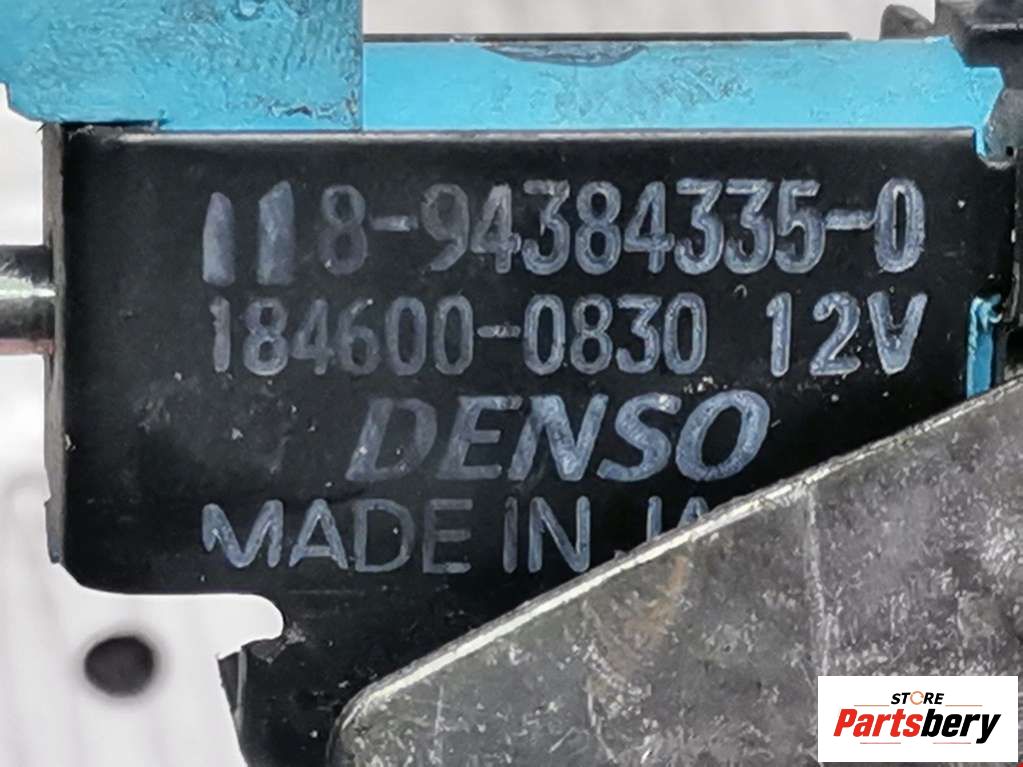 8-94384335-0
184600-0830 12V
DENSO
MADE IN
STORE
Partsbery